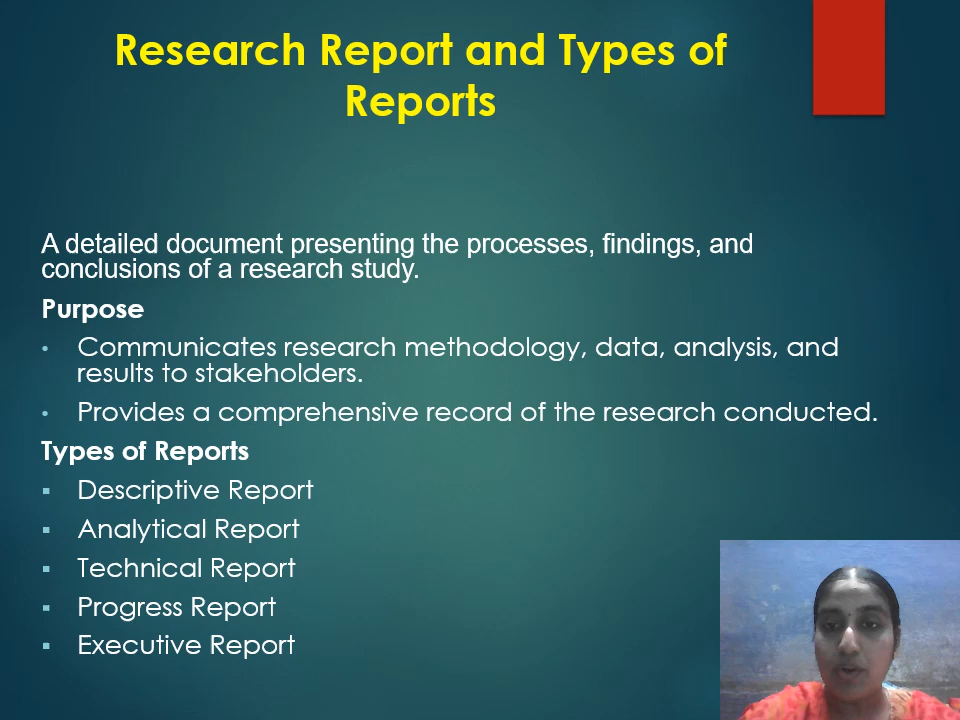 Research Report and Types of
Reports
A detailed document presenting the processes, findings, and
conclusions of a research study.
Purpose
• Communicates research methodology, data, analysis, and
results to stakeholders.
• Provides a comprehensive record of the research conducted.
Types of Reports
▪ Descriptive Report
▪ Analytical Report
▪ Technical Report
▪ Progress Report
▪ Executive Report